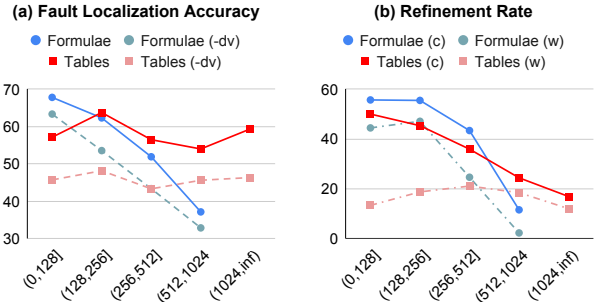 (a) Fault Localization Accuracy
Formulae
Formulae (-dv)
Tables
Tables (-dv)
70
60
50
40
30
(0,128]
(128,256]
(256,512]
(512,1024
(1024,inf)
(b) Refinement Rate
Formulae (c)
Formulae (w)
Tables (c)
Tables (w)
60
40
20
0
(0,128]
(128,256]
(256,512]
(512,1024
(1024,inf)